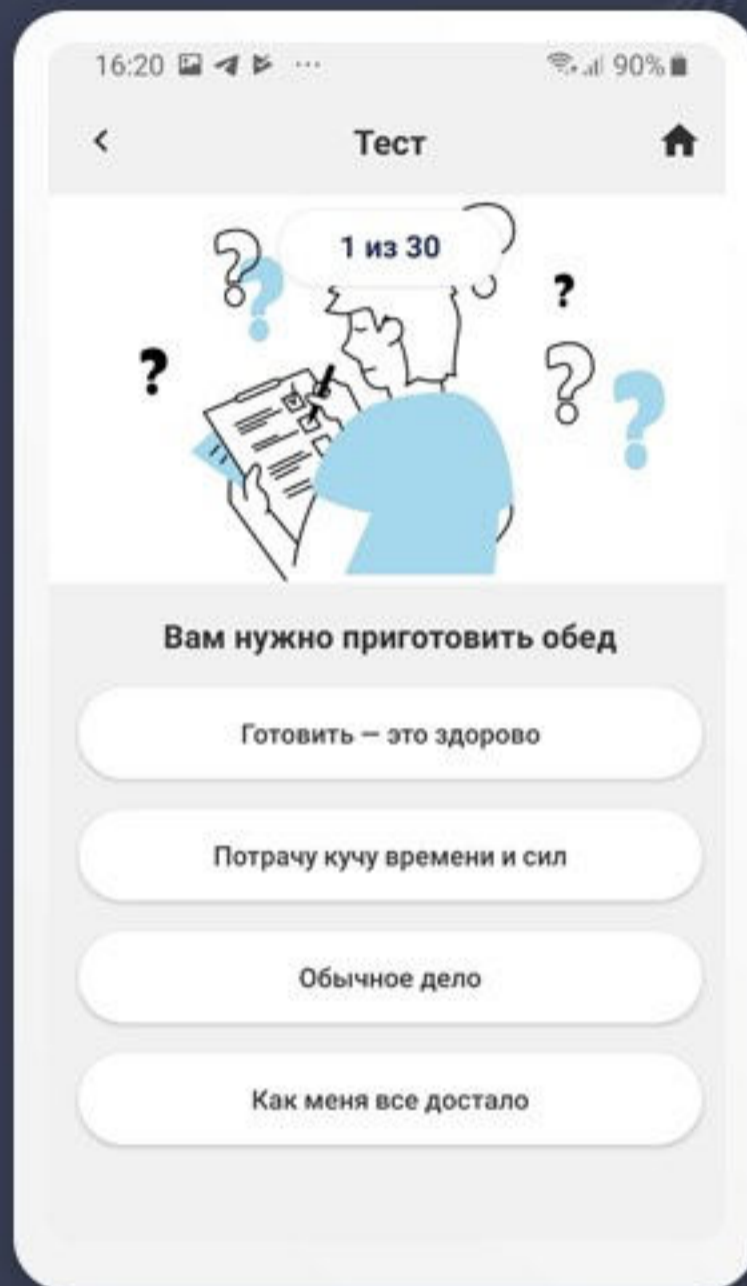 16:20 ... 90%
Тест
1 из 30
Вам нужно приготовить обед
Готовить — это здорово
Потрачу кучу времени и сил
Обычное дело
Как меня все достало